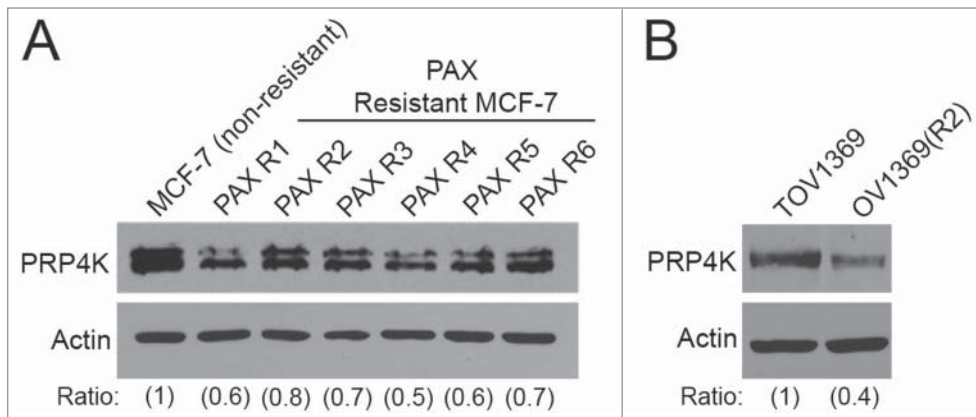 A
MCF-7 (non-resistant)
PAX
Resistant MCF-7
PAX R1
PAX R2
PAX R3
PAX R4
PAX R5
PAX R6
PRP4K
Actin
Ratio: (1) (0.6) (0.8) (0.7) (0.5) (0.6) (0.7)
B
TOV1369
OV1369(R2)
PRP4K
Actin
Ratio: (1) (0.4)